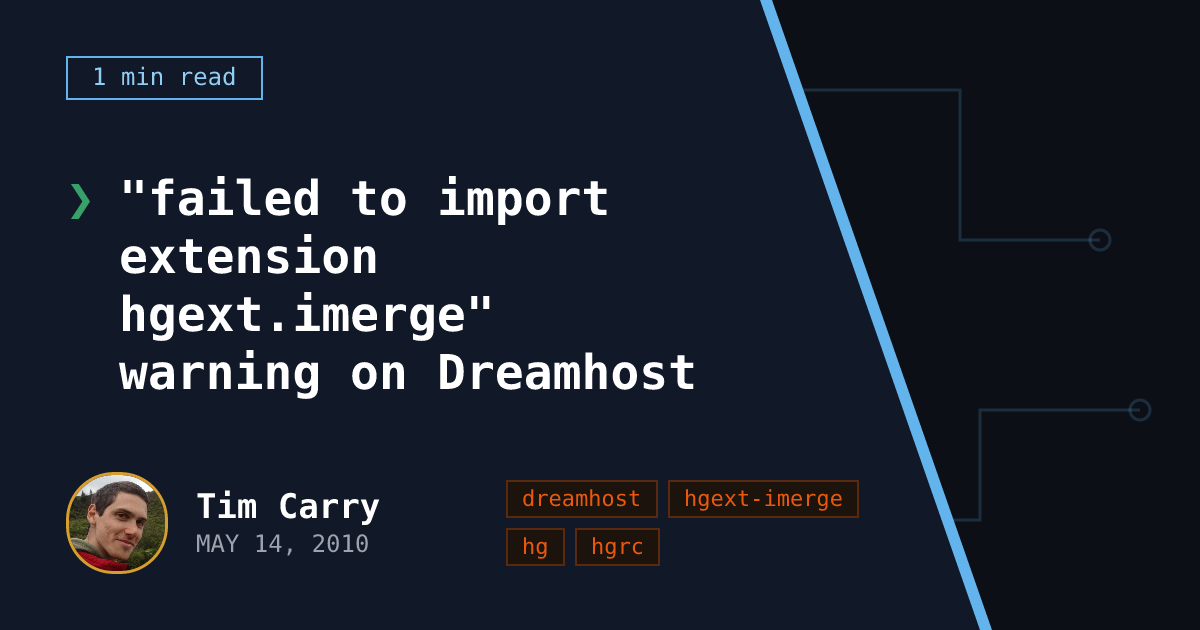 1 min read
❯ "failed to import
extension
hgext.imerge"
warning on Dreamhost
Tim Carry
MAY 14, 2010
dreamhost hgext-imerge
hg hgrc